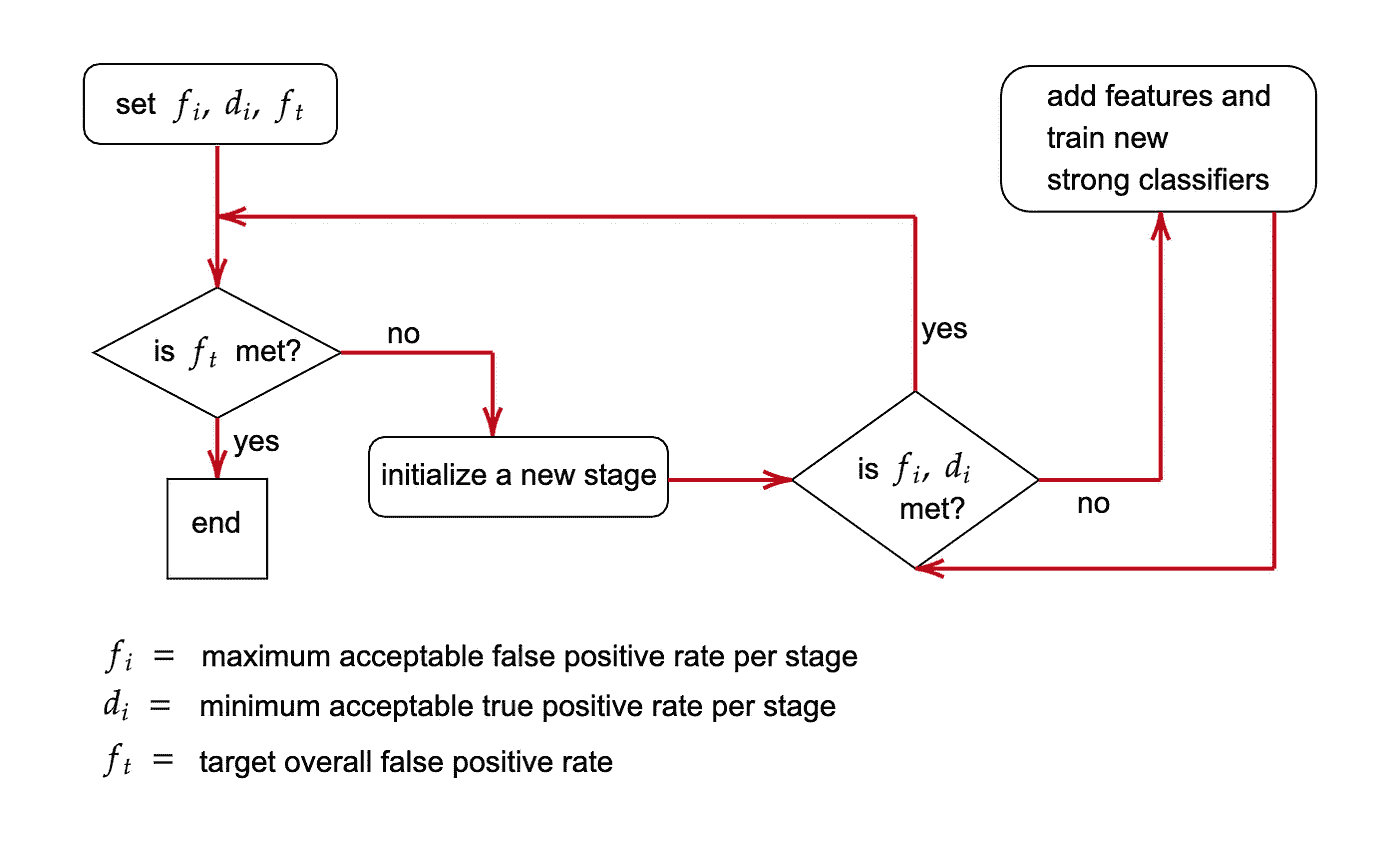 set f_i, d_i, f_t
add features and
train new
strong classifiers
is f_t met?
no
yes
yes
initialize a new stage
is f_i, d_i
met?
no
end
f_i = maximum acceptable false positive rate per stage
d_i = minimum acceptable true positive rate per stage
f_t = target overall false positive rate